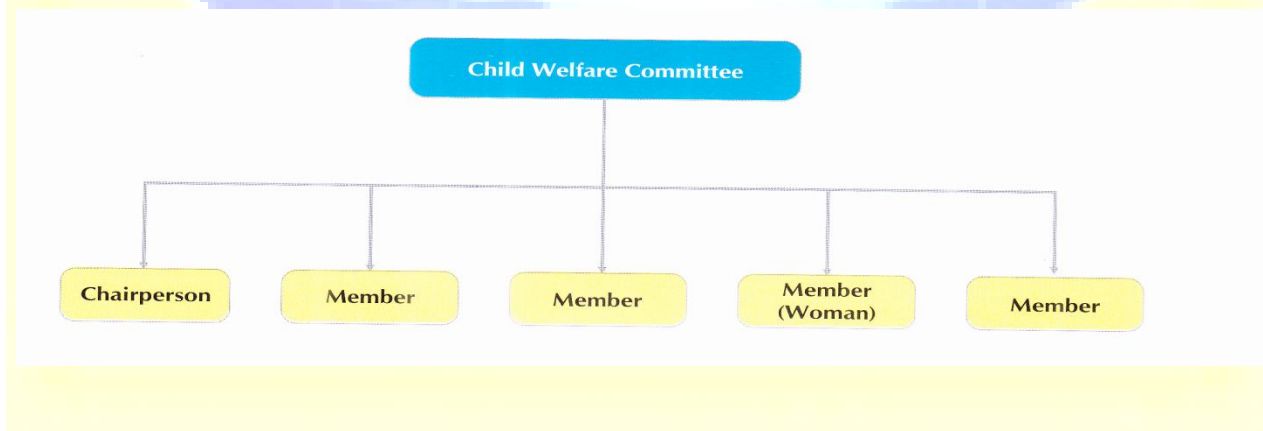 Child Welfare Committee
Chairperson
Member
Member
Member
(Woman)
Member